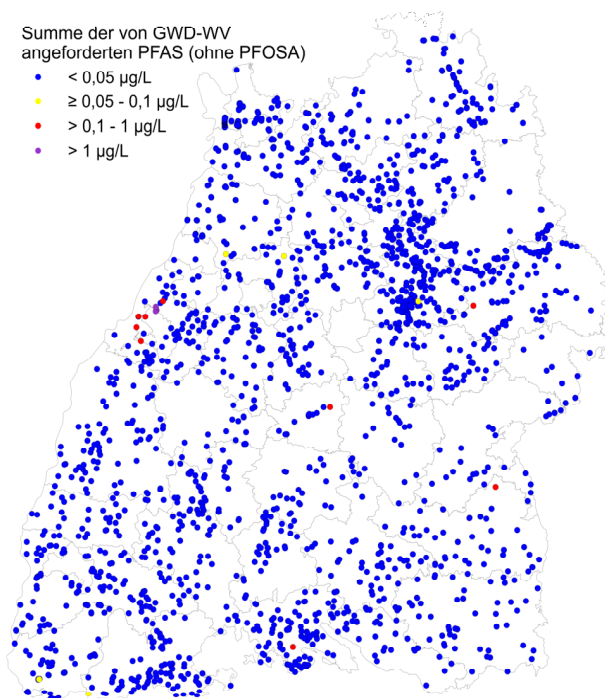 Summe der von GWD-WV
angeforderten PFAS (ohne PFOSA)
< 0,05 µg/L
≥ 0,05 - 0,1 µg/L
> 0,1 - 1 µg/L
> 1 µg/L